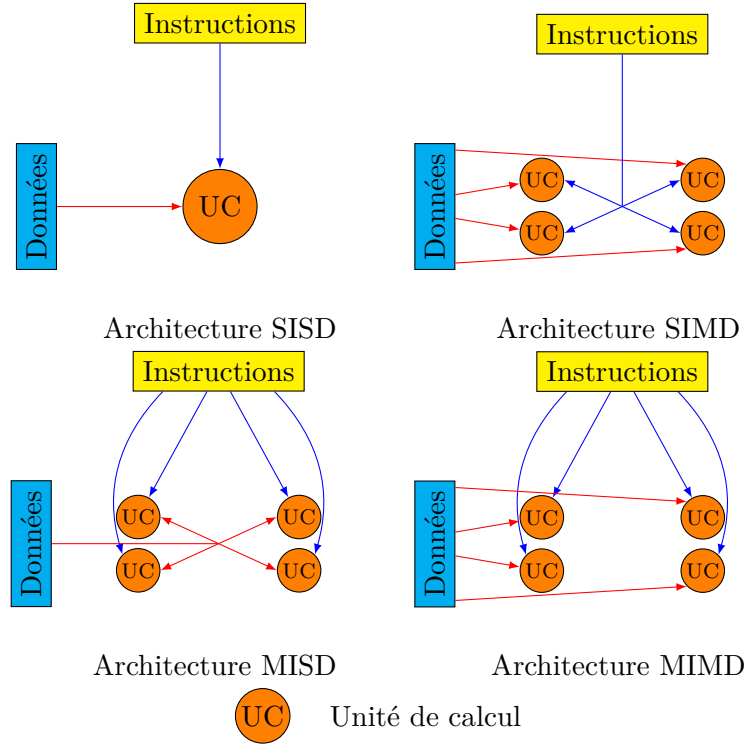 Instructions
Données
UC
Architecture SISD
Instructions
Données
UC
UC
UC
UC
Architecture SIMD
Instructions
Données
UC
UC
UC
UC
Architecture MISD
Instructions
Données
UC
UC
UC
UC
Architecture MIMD
UC
Unité de calcul